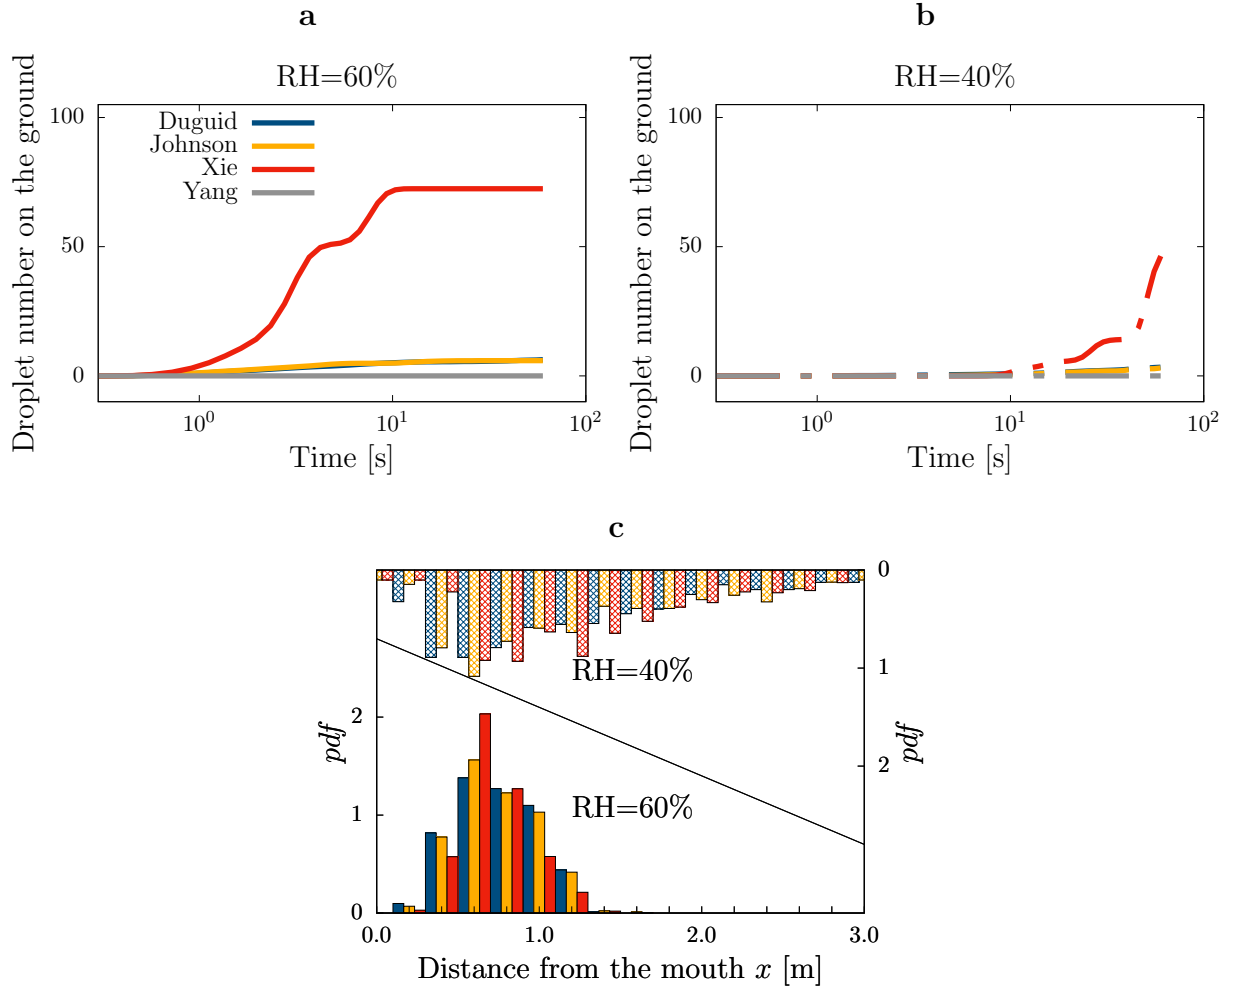 a
RH=60%
Droplet number on the ground
100
50
0
Duguid
Johnson
Xie
Yang
10^0
10^1
10^2
Time [s]
b
RH=40%
Droplet number on the ground
100
50
0
10^0
10^1
10^2
Time [s]
c
pdf
2
1
0
RH=40%
RH=60%
0
1
2
pdf
0.0
1.0
2.0
3.0
Distance from the mouth x [m]